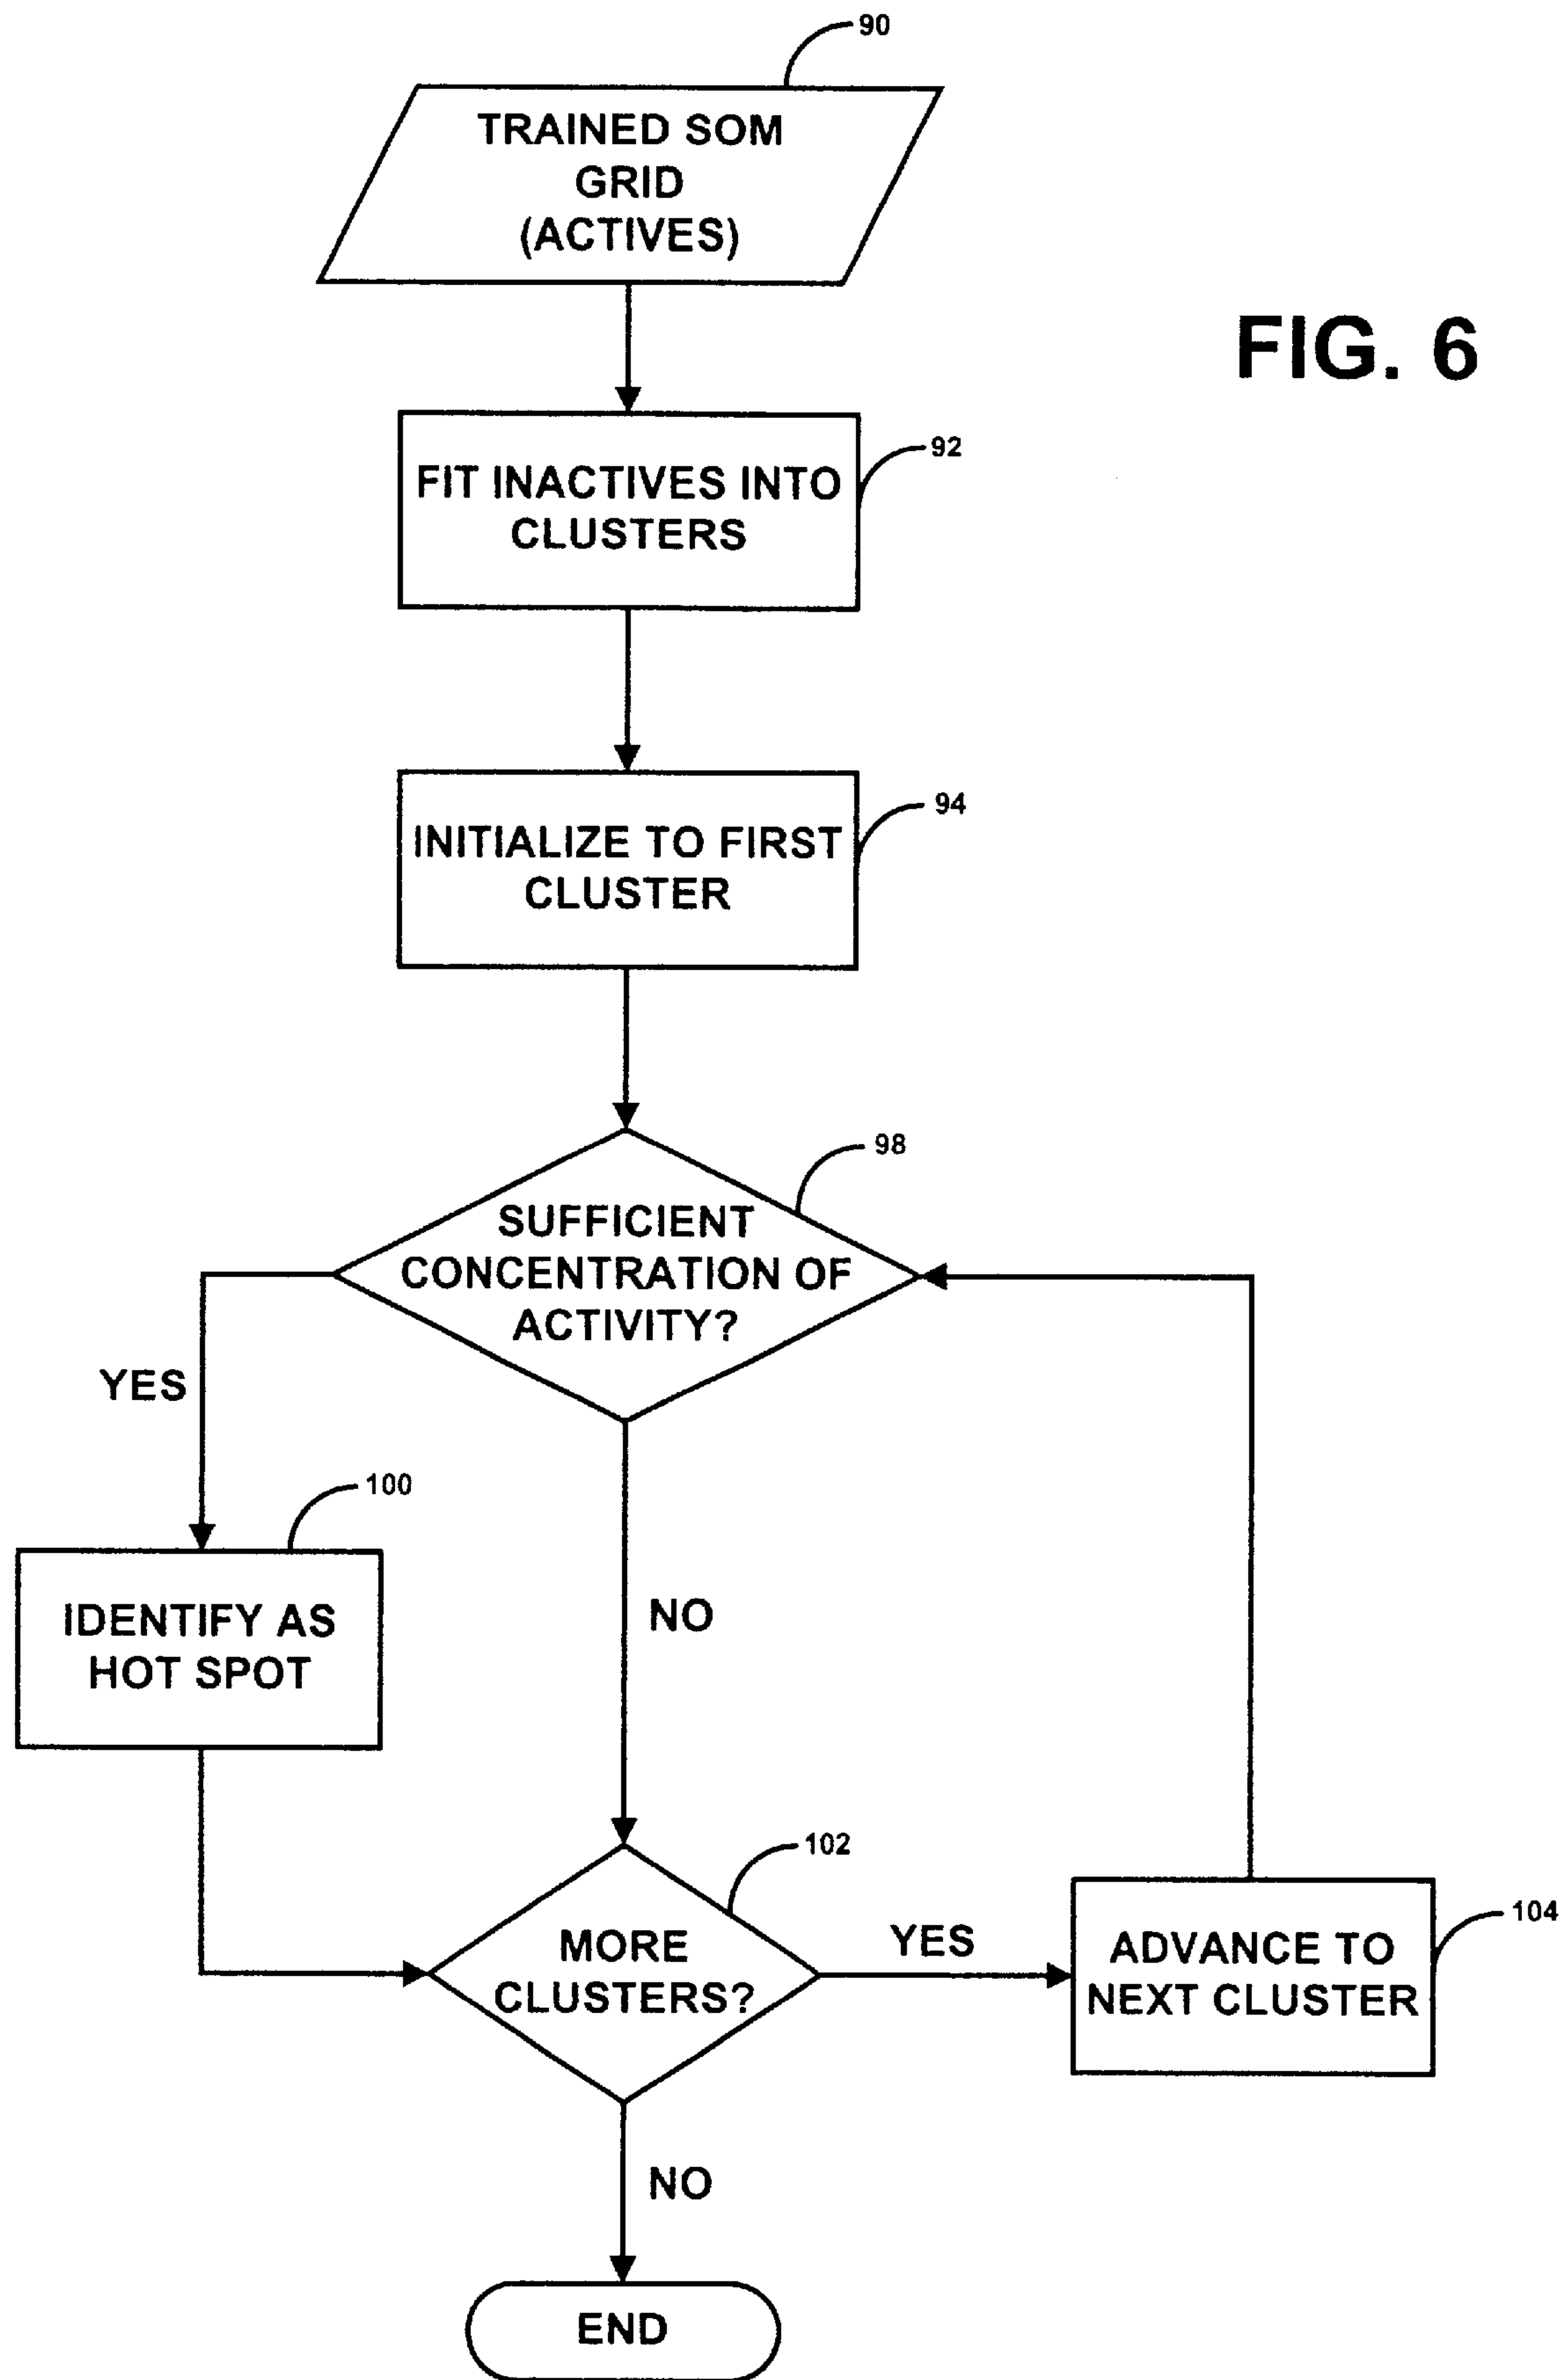 90
TRAINED SOM
GRID
(ACTIVES)
FIG. 6
92
FIT INACTIVES INTO
CLUSTERS
94
INITIALIZE TO FIRST
CLUSTER
98
SUFFICIENT
CONCENTRATION OF
ACTIVITY?
YES
100
IDENTIFY AS
HOT SPOT
NO
102
MORE
CLUSTERS?
YES
104
ADVANCE TO
NEXT CLUSTER
NO
END